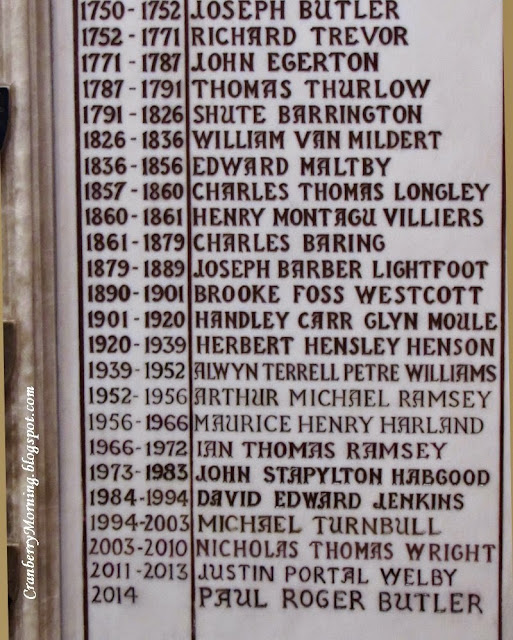 1750 - 1752 JOSEPH BUTLER
1752 - 1771 RICHARD TREVOR
1771 - 1787 JOHN EGERTON
1787 - 1791 THOMAS THURLOW
1791 - 1826 SHUTE BARRINGTON
1826 - 1836 WILLIAM VAN MILDERT
1836 - 1856 EDWARD MALTBY
1857 - 1860 CHARLES THOMAS LONGLEY
1860 - 1861 HENRY MONTAGU VILLIERS
1861 - 1879 CHARLES BARING
1879 - 1889 JOSEPH BARBER LIGHTFOOT
1890 - 1901 BROOKE FOSS WESTCOTT
1901 - 1920 HANDLEY CARR GLYN MOULE
1920 - 1939 HERBERT HENSLEY HENSON
1939 - 1952 ALWYN TERRELL PETRE WILLIAMS
1952 - 1956 ARTHUR MICHAEL RAMSEY
1956 - 1966 MAURICE HENRY HARLAND
1966 - 1972 IAN THOMAS RAMSEY
1973 - 1983 JOHN STAPYLTON HABGOOD
1984 - 1994 DAVID EDWARD JENKINS
1994 - 2003 MICHAEL TURNBULL
2003 - 2010 NICHOLAS THOMAS WRIGHT
2011 - 2013 JUSTIN PORTAL WELBY
2014 PAUL ROGER BUTLER
CranberryMorning.blogspot.com